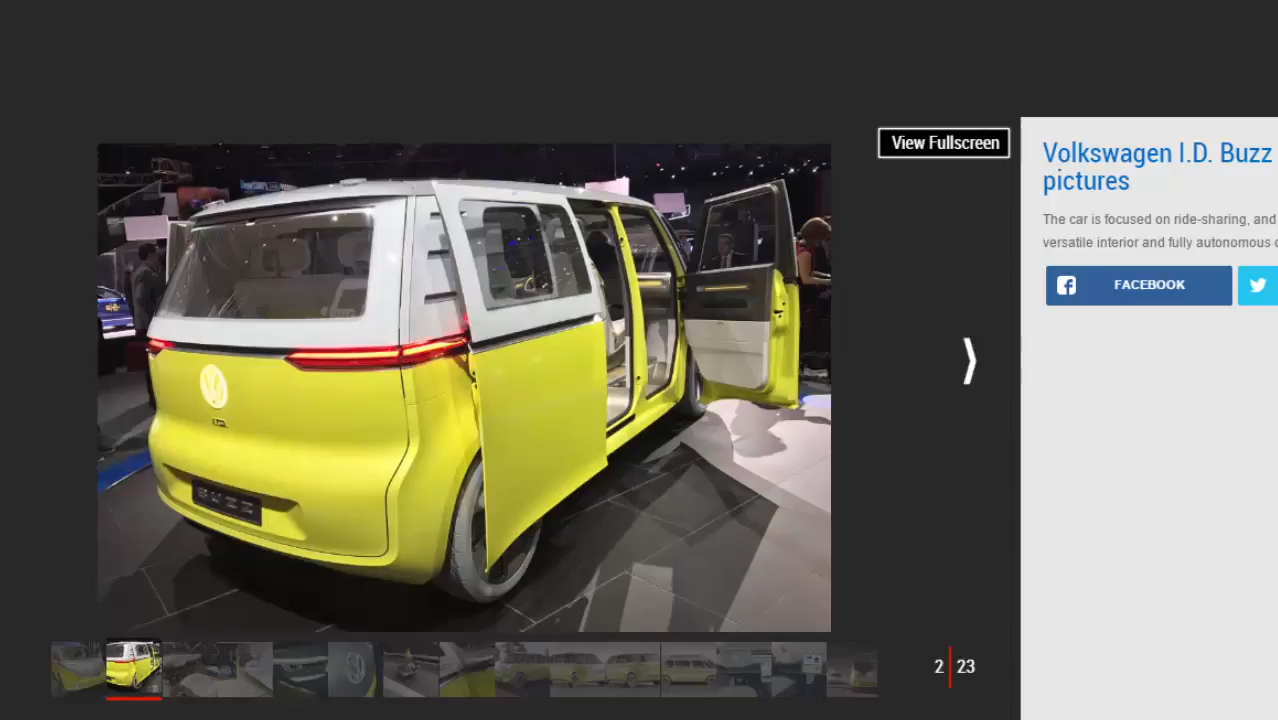 View Fullscreen
Volkswagen I.D. Buzz
pictures
The car is focused on ride-sharing, and
versatile interior and fully autonomous
FACEBOOK
BUZZ
2 23